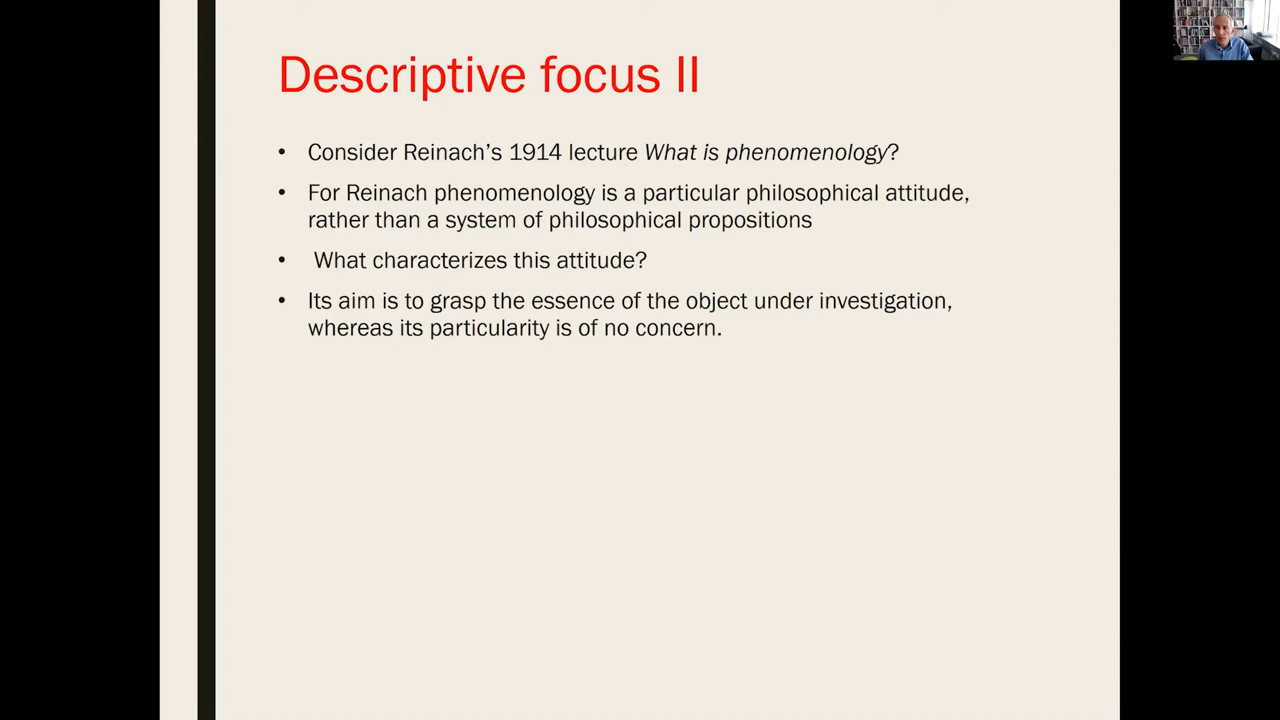 Descriptive focus II
• Consider Reinach's 1914 lecture What is phenomenology?
• For Reinach phenomenology is a particular philosophical attitude,
rather than a system of philosophical propositions
• What characterizes this attitude?
• Its aim is to grasp the essence of the object under investigation,
whereas its particularity is of no concern.